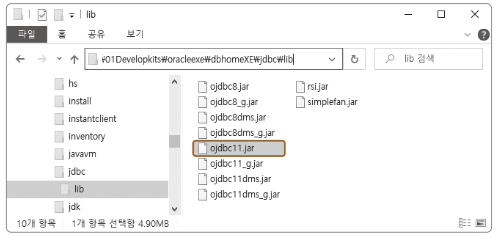 lib
파일 홈 공유 보기
₩01Developkits₩oracleexe₩dbhomeXE₩jdbc₩lib
lib 검색
hs
install
instantclient
inventory
javavm
jdbc
lib
jdk
ojdbc8.jar
ojdbc8_g.jar
ojdbc8dms.jar
ojdbc8dms_g.jar
ojdbc11.jar
ojdbc11_g.jar
ojdbc11dms.jar
ojdbc11dms_g.jar
rsi.jar
simplefan.jar
10개 항목 1개 항목 선택함 4.90MB